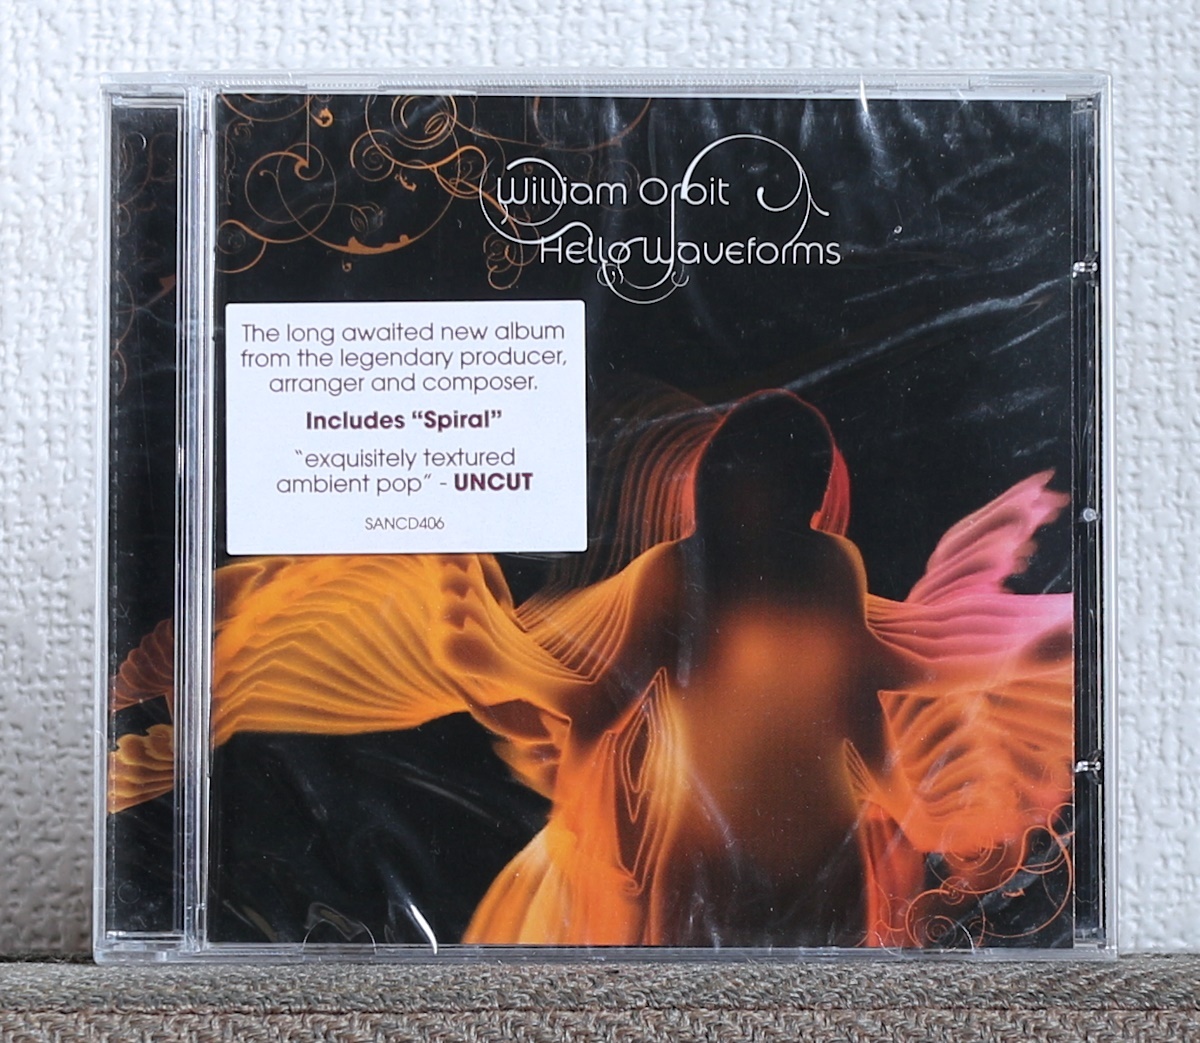 William Orbit
Hello Waveforms
The long awaited new album
from the legendary producer,
arranger and composer.
Includes “Spiral”
“exquisitely textured
ambient pop” - UNCUT
SANCD406